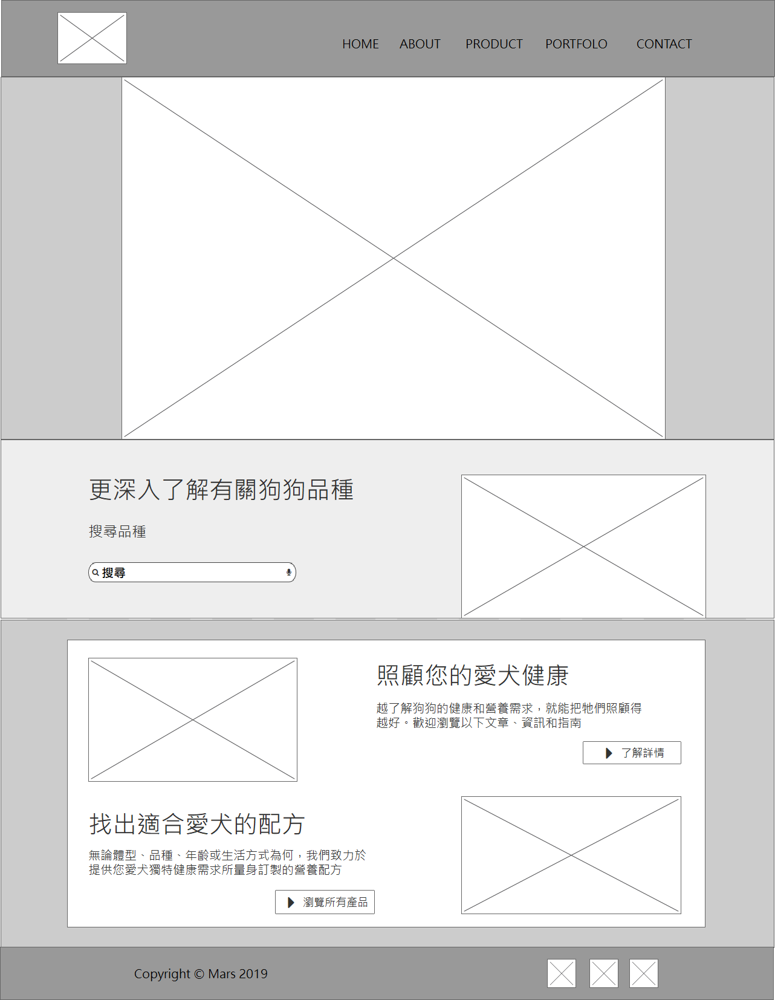 HOME ABOUT PRODUCT PORTFOLO CONTACT
更深入了解有關狗狗品種
搜尋品種
搜尋
照顧您的愛犬健康
越了解狗狗的健康和營養需求，就能把牠們照顧得
越好。歡迎瀏覽以下文章、資訊和指南
了解詳情
找出適合愛犬的配方
無論體型、品種、年齡或生活方式為何，我們致力於
提供您愛犬獨特健康需求所量身訂製的營養配方
瀏覽所有產品
Copyright © Mars 2019